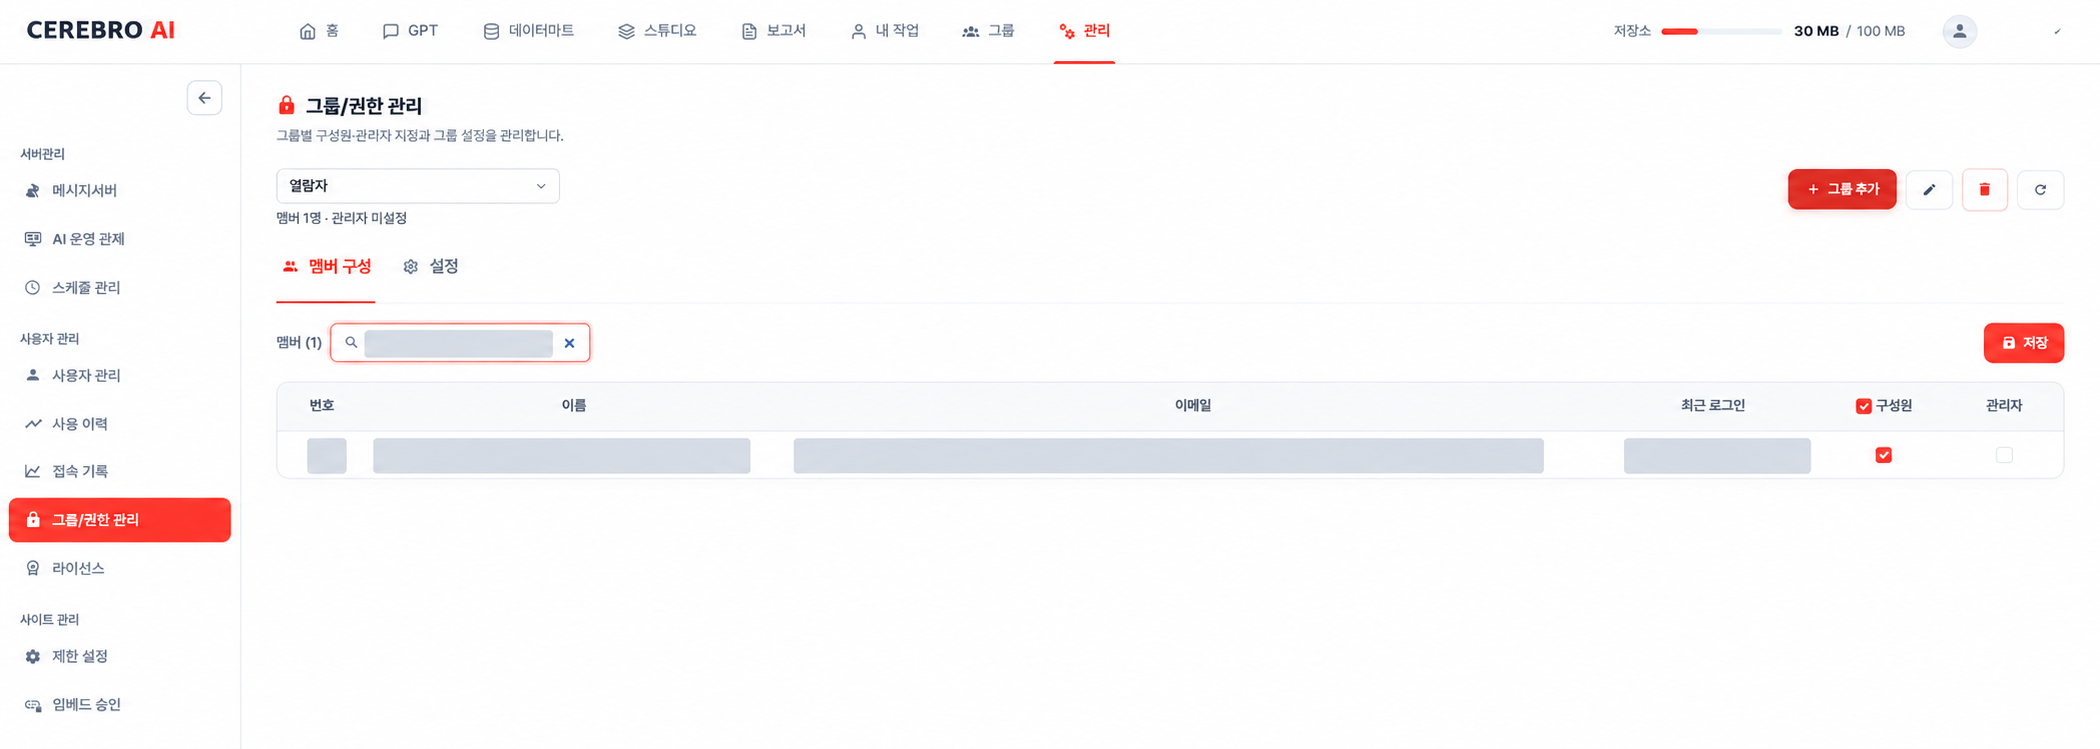 CEREBRO AI
홈
GPT
데이터마트
스튜디오
보고서
내 작업
그룹
관리
저장소 30 MB / 100 MB
서버관리
메시지서버
AI 운영 관제
스케줄 관리
사용자 관리
사용자 관리
사용 이력
접속 기록
그룹/권한 관리
라이선스
사이트 관리
제한 설정
임베드 승인
그룹/권한 관리
그룹별 구성원·관리자 지정과 그룹 설정을 관리합니다.
열람자
멤버 1명 · 관리자 미설정
+ 그룹 추가
멤버 구성
설정
멤버 (1)
저장
번호 이름 이메일 최근 로그인 구성원 관리자